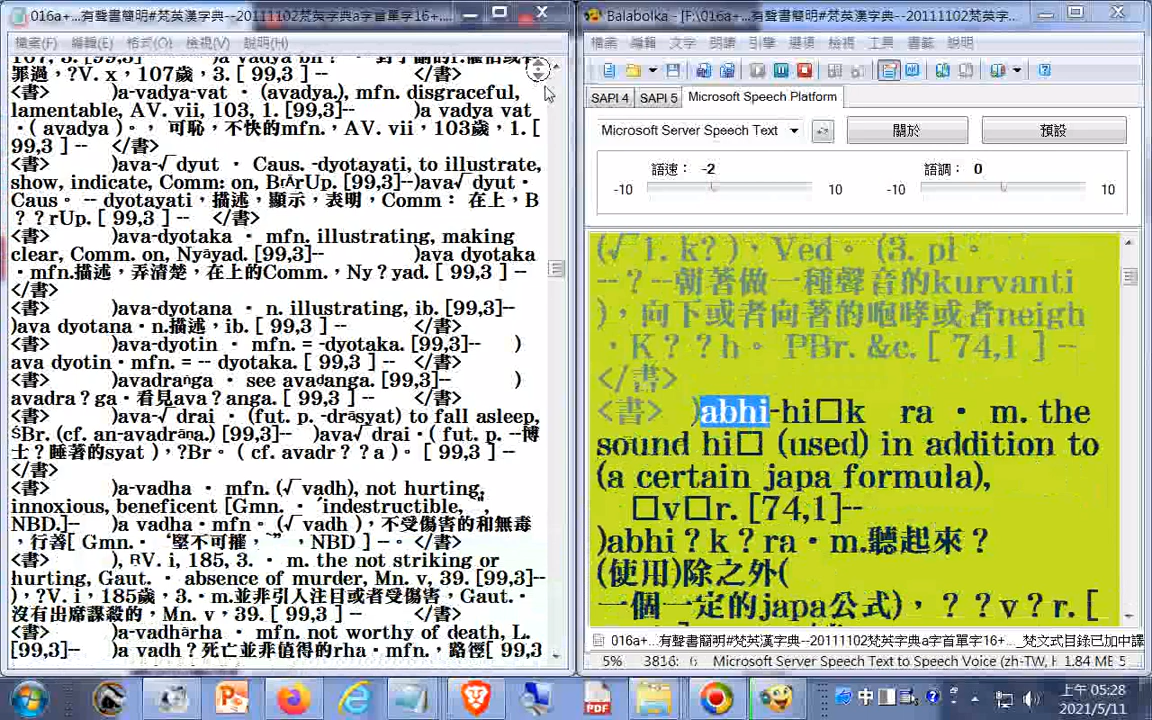 016a+...有聲書簡明#梵英漢字典--20111102梵英字典a字首單字16+...
檔案(F) 編輯(E) 格式(O) 檢視(V) 說明(H)
罪過，?V. x，107歲，3. [ 99,3 ] -- </書>
<書> )a-vadya-vat ‧ (avadya.), mfn. disgraceful,
lamentable, AV. vii, 103, 1. [99,3]-- )a vadya vat
‧( avadya )。， 可恥，不快的mfn.，AV. vii，103歲，1. [
99,3 ] -- </書>
<書> )ava-√dyut ‧ Caus. -dyotayati, to illustrate,
show, indicate, Comm: on, BrĀrUp. [99,3]--)ava√dyut‧
Caus。 -- dyotayati，描述，顯示，表明，Comm： 在上，B
? ?rUp. [ 99,3 ] -- </書>
<書> )ava-dyotaka ‧ mfn. illustrating, making
clear, Comm. on, Nyāyad. [99,3]-- )ava dyotaka
‧mfn.描述，弄清楚，在上的Comm.，Ny?yad. [ 99,3 ] --
</書>
<書> )ava-dyotana ‧ n. illustrating, ib. [99,3]--
)ava dyotana‧n.描述，ib. [ 99,3 ] -- </書>
<書> )ava-dyotin ‧ mfn. = -dyotaka. [99,3]-- )
ava dyotin‧mfn. = -- dyotaka. [ 99,3 ] -- </書>
<書> )avadraṅga ‧ see avaḍanga. [99,3]-- )
avadra?ga‧看見ava?anga. [ 99,3 ] -- </書>
<書> )ava-√drai ‧ (fut. p. -drāsyat) to fall asleep,
ŚBr. (cf. an-avadrāṇa.) [99,3]-- )ava√drai‧( fut. p. --博
士?睡著的syat )，?Br。 ( cf. avadr??a )。 [ 99,3 ] --
</書>
<書> )a-vadha ‧ mfn. (√vadh), not hurting,
innoxious, beneficent [Gmn. ‧ 'indestructible,
NBD.]-- )a vadha‧mfn。 (√vadh )，不受傷害的和無毒
，行善[ Gmn.‧‘堅不可摧，NBD ] --。 </書>
<書> ), RV. i, 185, 3. ‧ m. the not striking or
hurting, Gaut. ‧ absence of murder, Mn. v, 39. [99,3]--
)，?V. i，185歲，3.‧m.並非引人注目或者受傷害，Gaut.‧
沒有出席謀殺的，Mn. v，39. [ 99,3 ] -- </書>
<書> )a-vadhārha ‧ mfn. not worthy of death, L.
[99,3]-- )a vadh?死亡並非值得的rha‧mfn.，路徑[ 99,3
Balabolka - [F:\016a+...有聲書簡明#梵英漢字典--20111102梵英字...
檔案 編輯 文字 朗讀 引擎 選項 檢視 工具 書籤 說明
SAPI 4 SAPI 5 Microsoft Speech Platform
Microsoft Server Speech Text 關於 預設
語速： -2 語調： 0
-10 10 -10 10
(√1. k? )，Ved。 (3. pl。
--?--朝著做一種聲音的kurvanti
)，向下或者向著的咆哮或者neigh
，K??h。 PBr. &c. [ 74,1 ] --
</書>
<書> )abhi-hi□k ra ‧ m. the
sound hi□ (used) in addition to
(a certain japa formula),
□v□r. [74,1]--
)abhi?k?ra‧m.聽起來?
(使用)除之外(
一個一定的japa公式)，??v?r. [
016a+...有聲書簡明#梵英漢字典--20111102梵英字典a字首單字16+..._梵文式目錄已加中譯
5% 3816: 6 Microsoft Server Speech Text to Speech Voice (zh-TW, H 1.84 MB 5
中
上午 05:28
2021/5/11